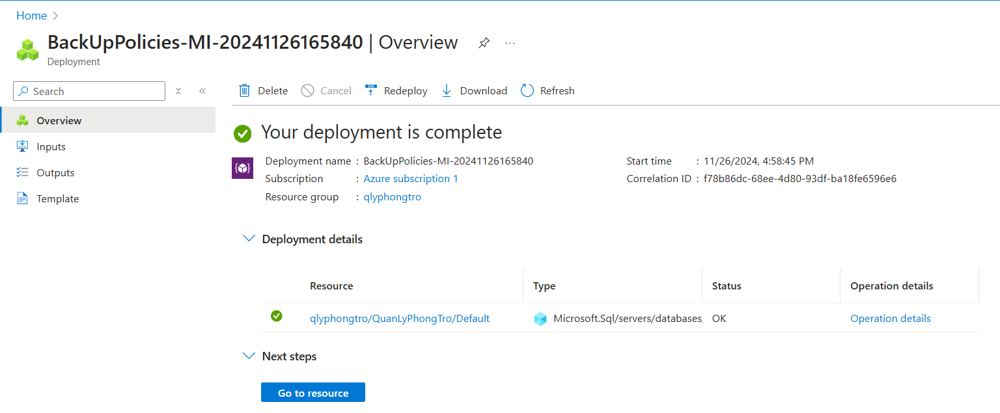 Home >
BackUpPolicies-MI-20241126165840 | Overview ...
Deployment
Search
Delete Cancel Redeploy Download Refresh
Overview
Inputs
Outputs
Template
Your deployment is complete
Deployment name : BackUpPolicies-MI-20241126165840 Start time : 11/26/2024, 4:58:45 PM
Subscription : Azure subscription 1 Correlation ID : f78b86dc-68ee-4d80-93df-ba18fe6596e6
Resource group : qlyphongtro
Deployment details
Resource Type Status Operation details
qlyphongtro/QuanLyPhongTro/Default Microsoft.Sql/servers/databases OK Operation details
Next steps
Go to resource